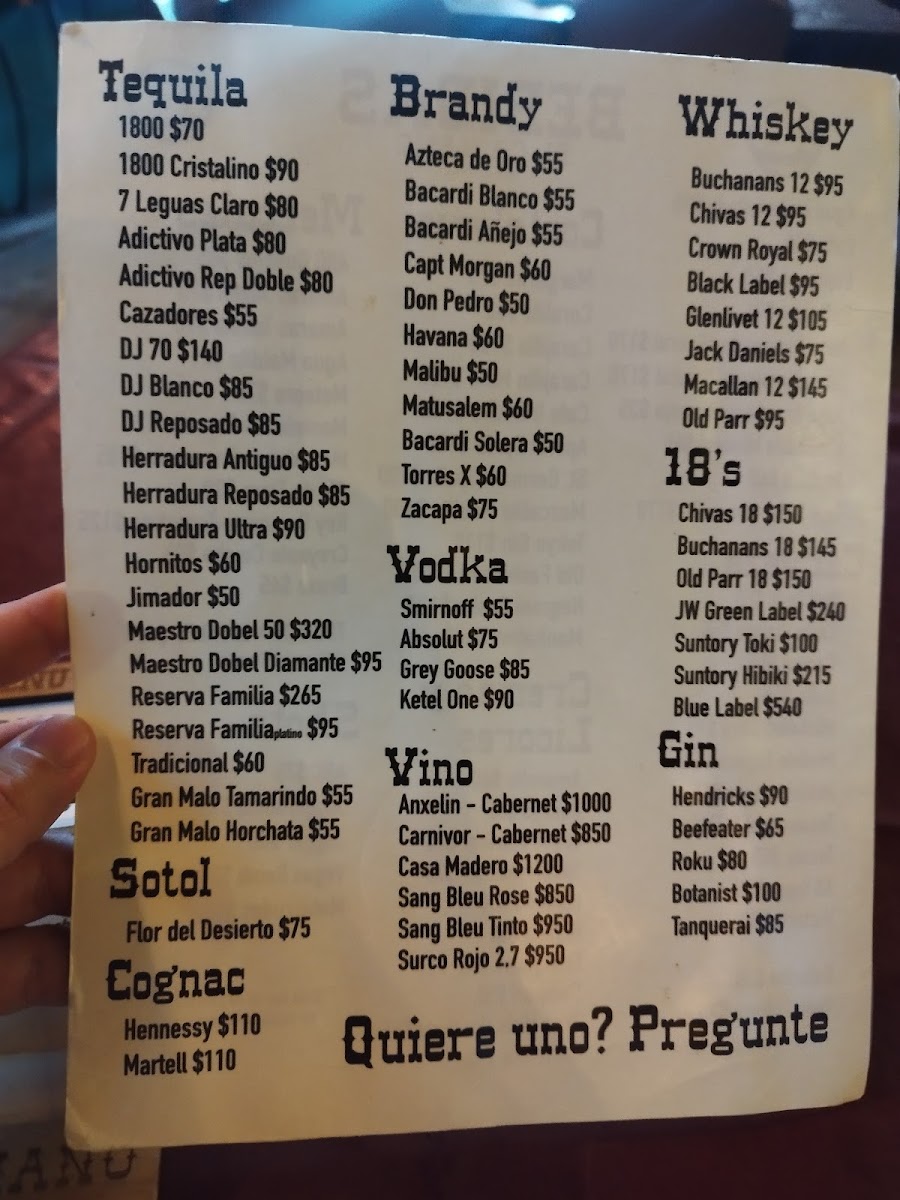 Tequila
1800 $70
1800 Cristalino $90
7 Leguas Claro $80
Adictivo Plata $80
Adictivo Rep Doble $80
Cazadores $55
DJ 70 $140
DJ Blanco $85
DJ Reposado $85
Herradura Antiguo $85
Herradura Reposado $85
Herradura Ultra $90
Hornitos $60
Jimador $50
Maestro Dobel 50 $320
Maestro Dobel Diamante $95
Reserva Familia $265
Reserva Familia platino $95
Tradicional $60
Gran Malo Tamarindo $55
Gran Malo Horchata $55
Sotol
Flor del Desierto $75
Cognac
Hennessy $110
Martell $110
Brandy
Azteca de Oro $55
Bacardi Blanco $55
Bacardi Añejo $55
Capt Morgan $60
Don Pedro $50
Havana $60
Malibu $50
Matusalem $60
Bacardi Solera $50
Torres X $60
Zacapa $75
Vodka
Smirnoff $55
Absolut $75
Grey Goose $85
Ketel One $90
Vino
Anxelin - Cabernet $1000
Carnivor - Cabernet $850
Casa Madero $1200
Sang Bleu Rose $850
Sang Bleu Tinto $950
Surco Rojo 2.7 $950
Whiskey
Buchanans 12 $95
Chivas 12 $95
Crown Royal $75
Black Label $95
Glenlivet 12 $105
Jack Daniels $75
Macallan 12 $145
Old Parr $95
18's
Chivas 18 $150
Buchanans 18 $145
Old Parr 18 $150
JW Green Label $240
Suntory Toki $100
Suntory Hibiki $215
Blue Label $540
Gin
Hendricks $90
Beefeater $65
Roku $80
Botanist $100
Tanquerai $85
Quiere uno? Pregunte